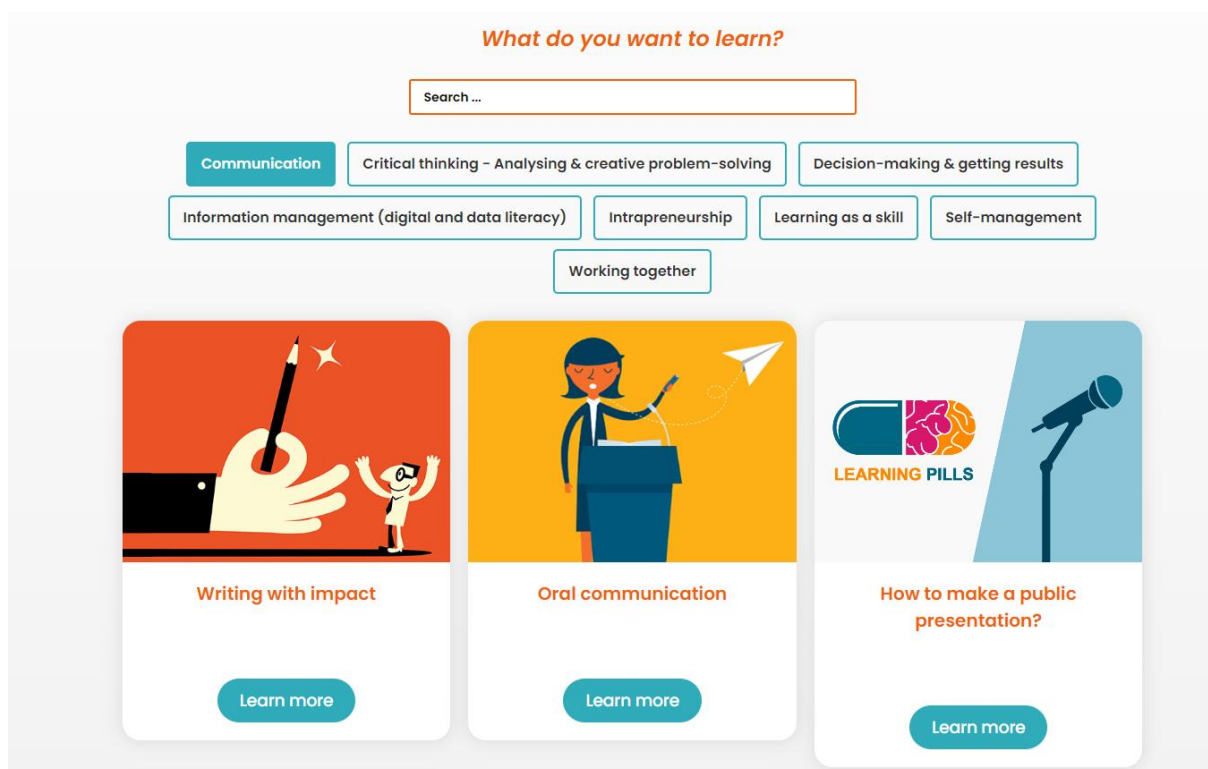 What do you want to learn?
Search ...
Communication
Critical thinking - Analysing & creative problem-solving
Decision-making & getting results
Information management (digital and data literacy)
Intrapreneurship
Learning as a skill
Self-management
Working together
LEARNING PILLS
Writing with impact
Oral communication
How to make a public
presentation?
Learn more
Learn more
Learn more